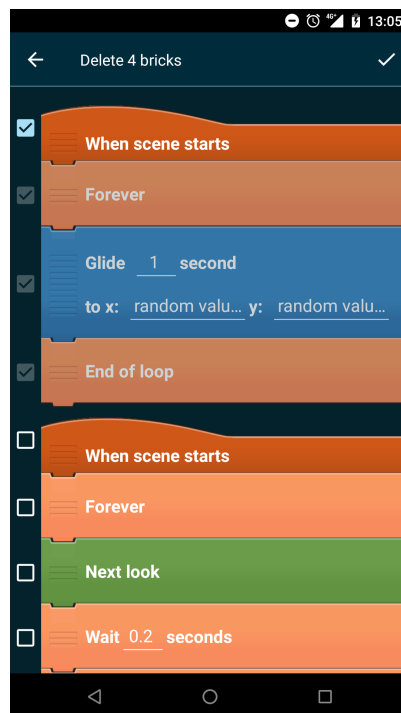 4G+ 13:05
Delete 4 bricks
When scene starts
Forever
Glide 1 second
to x: random valu... y: random valu...
End of loop
When scene starts
Forever
Next look
Wait 0.2 seconds